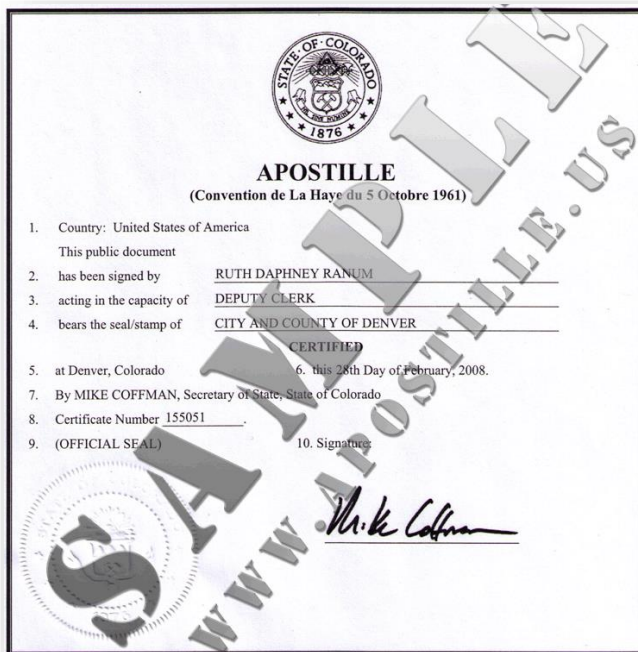 STATE·OF·COLORADO
NIL SINE NUMINE
1876
APOSTILLE
(Convention de La Haye du 5 Octobre 1961)
1. Country: United States of America
This public document
2. has been signed by RUTH DAPHNEY RANUM
3. acting in the capacity of DEPUTY CLERK
4. bears the seal/stamp of CITY AND COUNTY OF DENVER
CERTIFIED
5. at Denver, Colorado 6. this 28th Day of February, 2008.
7. By MIKE COFFMAN, Secretary of State, State of Colorado
8. Certificate Number 155051.
9. (OFFICIAL SEAL) 10. Signature:
Mike Coffman
SAMPLE
WWW.APOSTILLE.US